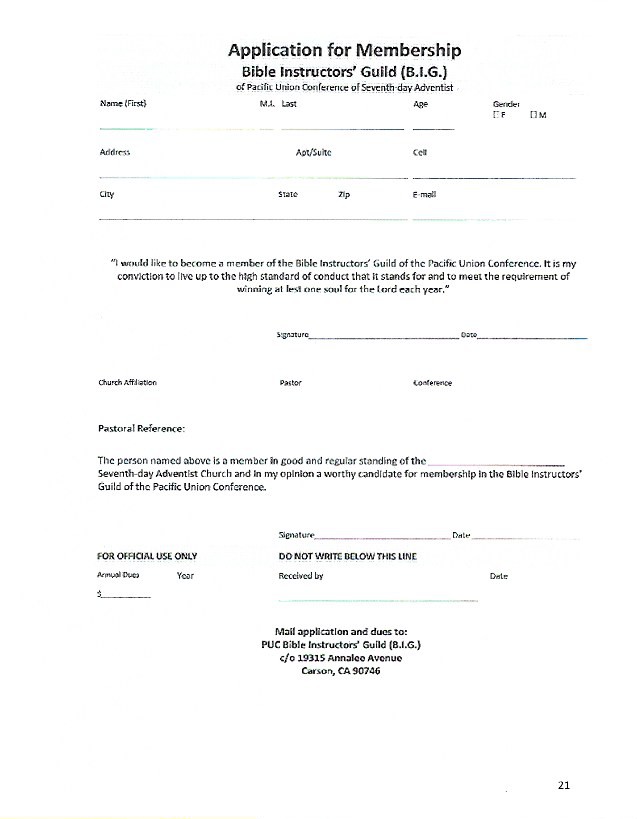 Application for Membership
Bible Instructors' Guild (B.I.G.)
of Pacific Union Conference of Seventh-day Adventist
Name (First) M.I. Last Age Gender
☐ F ☐ M
Address Apt/Suite Cell
City State Zip E-mail
"I would like to become a member of the Bible Instructors' Guild of the Pacific Union Conference. It is my
conviction to live up to the high standard of conduct that it stands for and to meet the requirement of
winning at lest one soul for the Lord each year."
Signature Date
Church Affiliation Pastor Conference
Pastoral Reference:
The person named above is a member in good and regular standing of the
Seventh-day Adventist Church and in my opinion a worthy candidate for membership in the Bible Instructors'
Guild of the Pacific Union Conference.
Signature Date
FOR OFFICIAL USE ONLY DO NOT WRITE BELOW THIS LINE
Annual Dues Year Received by Date
$
Mail application and dues to:
PUC Bible Instructors' Guild (B.I.G.)
c/o 19315 Annalee Avenue
Carson, CA 90746
21